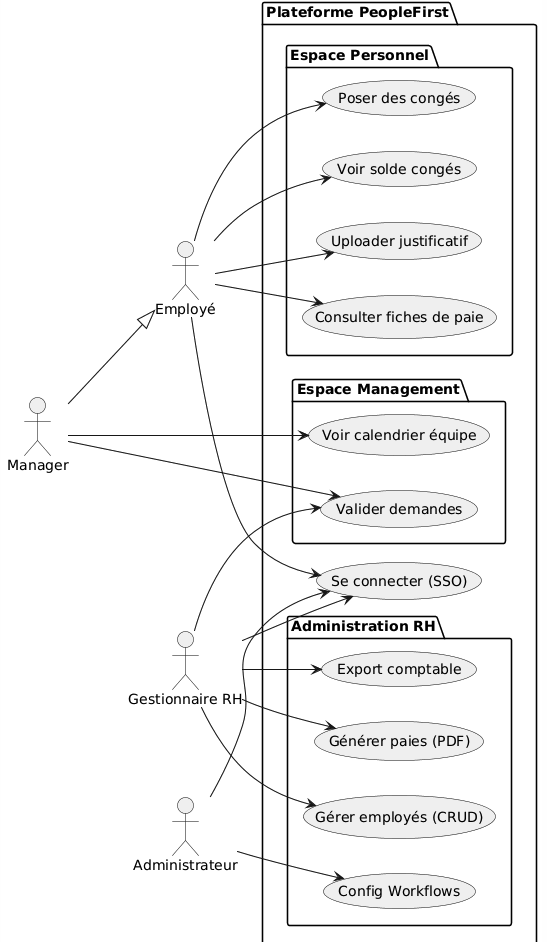 Plateforme PeopleFirst
Espace Personnel
Poser des congés
Voir solde congés
Uploader justificatif
Consulter fiches de paie
Employé
Espace Management
Voir calendrier équipe
Valider demandes
Manager
Se connecter (SSO)
Administration RH
Export comptable
Gestionnaire RH
Générer paies (PDF)
Gérer employés (CRUD)
Administrateur
Config Workflows